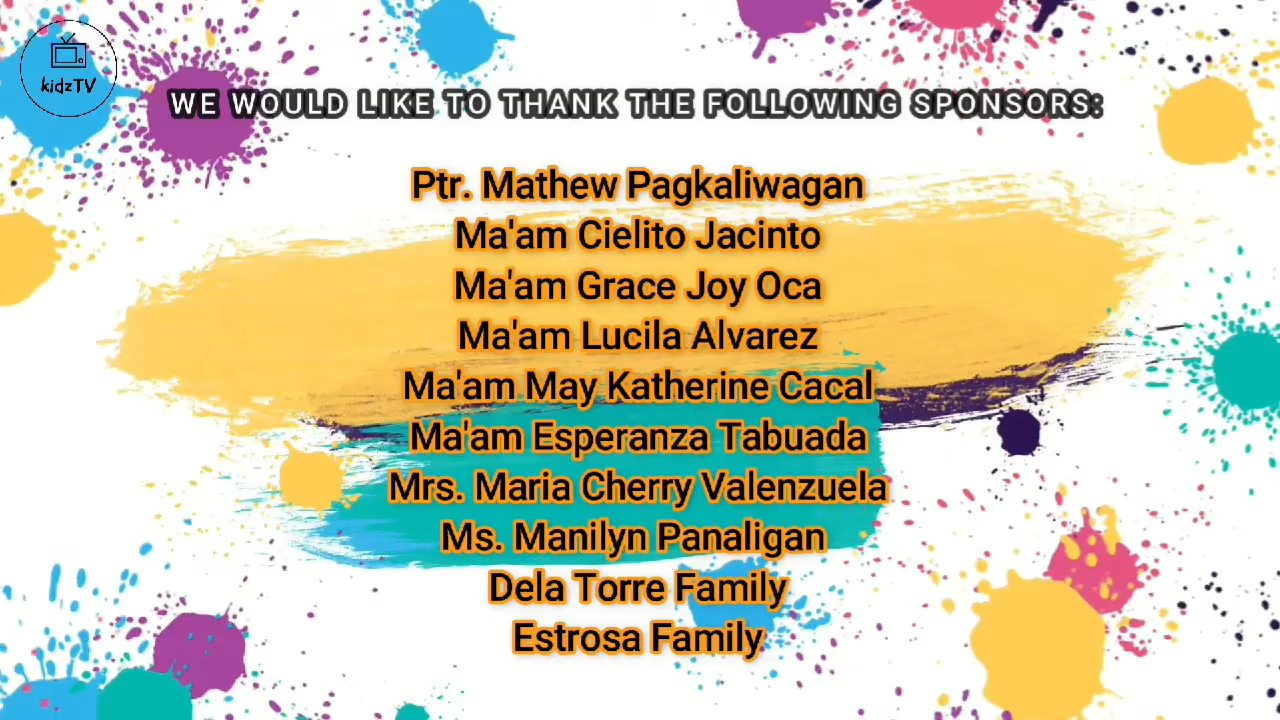 kidzTV
WE WOULD LIKE TO THANK THE FOLLOWING SPONSORS:
Ptr. Mathew Pagkaliwagan
Ma'am Cielito Jacinto
Ma'am Grace Joy Oca
Ma'am Lucila Alvarez
Ma'am May Katherine Cacal
Ma'am Esperanza Tabuada
Mrs. Maria Cherry Valenzuela
Ms. Manilyn Panaligan
Dela Torre Family
Estrosa Family